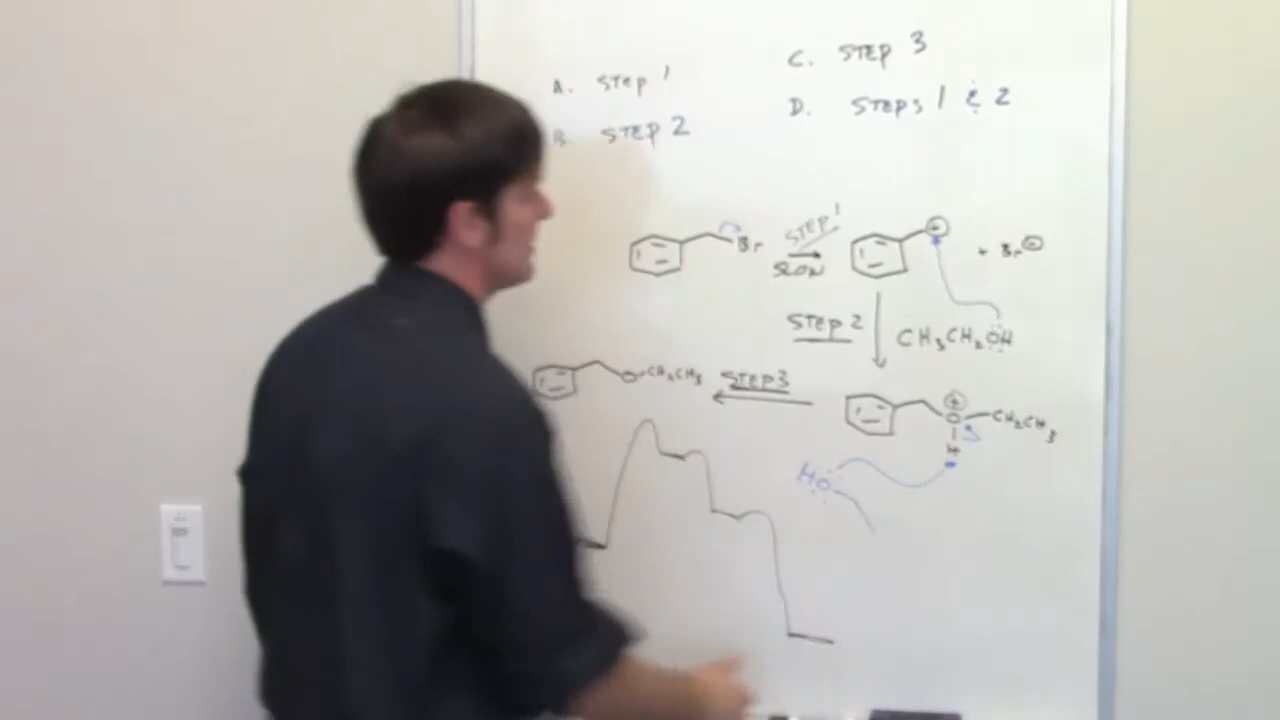 A. STEP 1
B. STEP 2
C. STEP 3
D. STEPS 1 & 2
Br STEP 1 SLOW + + Br -
STEP 2 CH3CH2OH
O CH2CH3 STEP 3
+ O CH2CH3
H
HO